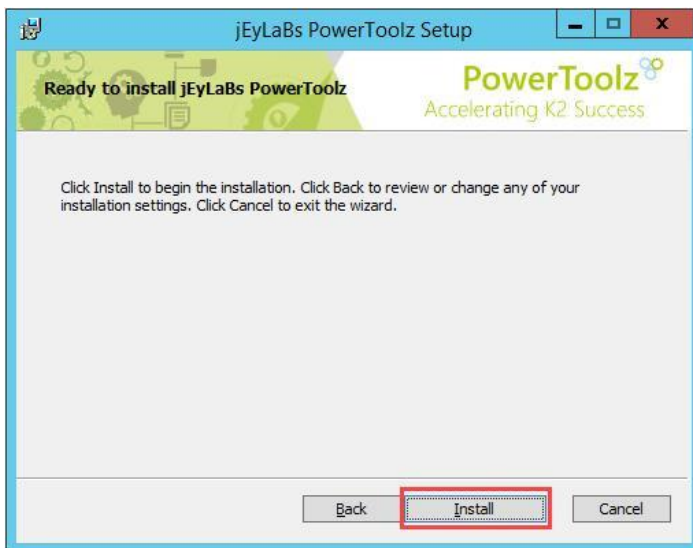 jEyLaBs PowerToolz Setup
Ready to install jEyLaBs PowerToolz
PowerToolz
Accelerating K2 Success
Click Install to begin the installation. Click Back to review or change any of your
installation settings. Click Cancel to exit the wizard.
Back Install Cancel